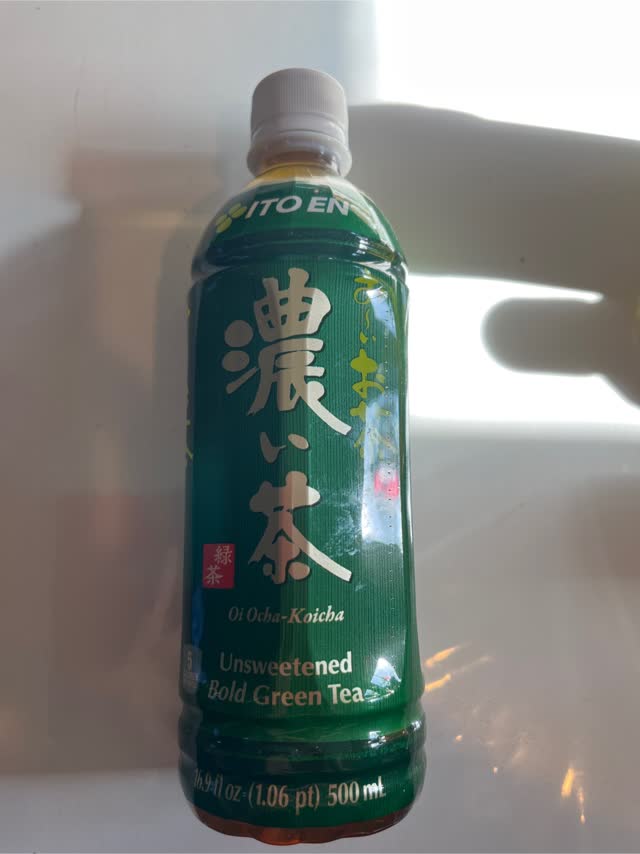 ITO EN
お〜いお茶
濃い茶
緑茶
Oi Ocha-Koicha
Unsweetened
Bold Green Tea
5
16.9 fl oz (1.06 pt) 500 mL